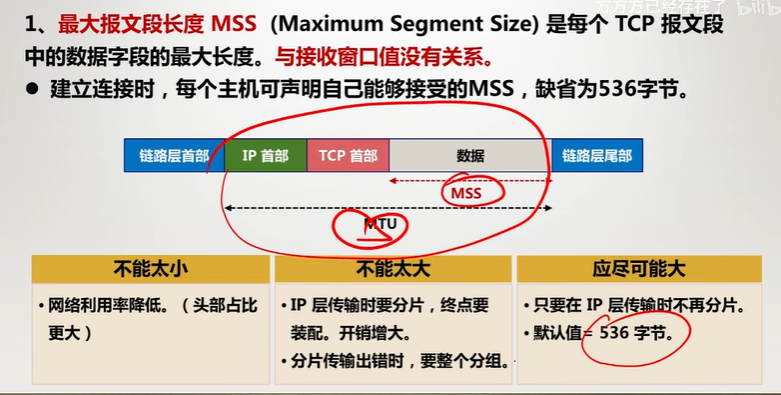 方方方已经存在了 bilibili
1、最大报文段长度 MSS（Maximum Segment Size) 是每个 TCP 报文段
中的数据字段的最大长度。与接收窗口值没有关系。
● 建立连接时，每个主机可声明自己能够接受的MSS，缺省为536字节。
链路层首部 IP 首部 TCP 首部 数据 链路层尾部
MSS
MTU
不能太小 不能太大 应尽可能大
• 网络利用率降低。（头部占比
更大）
• IP 层传输时要分片，终点要
装配。开销增大。
• 分片传输出错时，要整个分组。
• 只要在 IP 层传输时不再分片。
• 默认值= 536 字节。